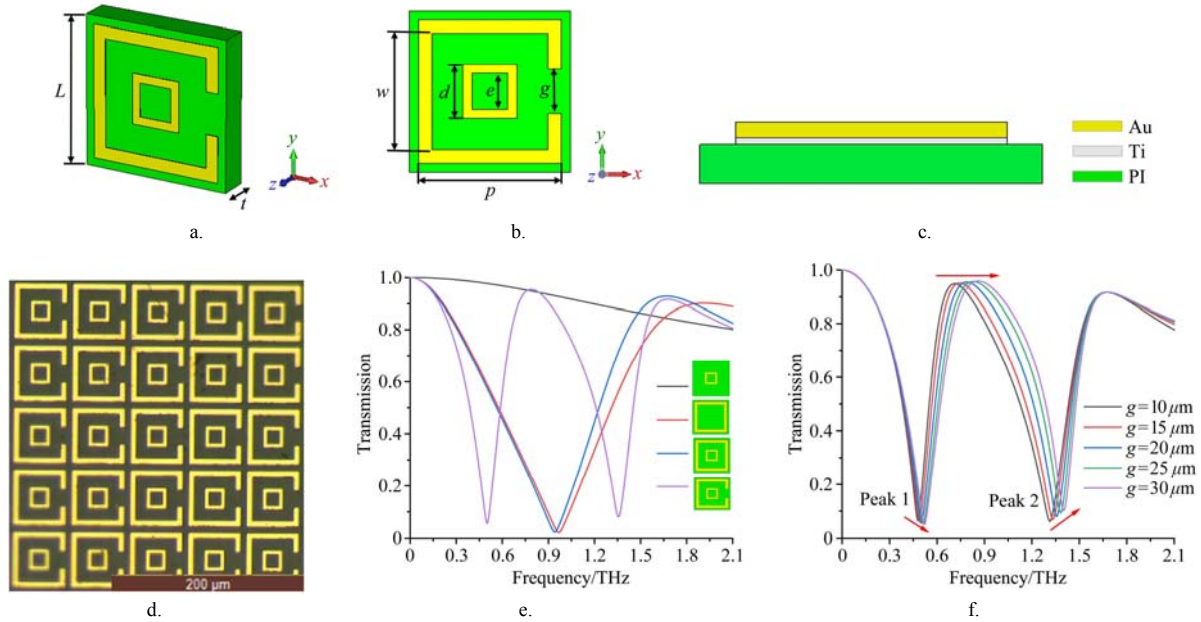 L
t
y
x
z
a.
w
d
e
g
p
y
z
x
b.
Au
Ti
PI
c.
200 μm
d.
Transmission
1.0
0.8
0.6
0.4
0.2
0
0
0.3
0.6
0.9
1.2
1.5
1.8
2.1
Frequency/THz
e.
Transmission
1.0
0.8
0.6
0.4
0.2
0
Peak 1
Peak 2
g=10 μm
g=15 μm
g=20 μm
g=25 μm
g=30 μm
0
0.3
0.6
0.9
1.2
1.5
1.8
2.1
Frequency/THz
f.